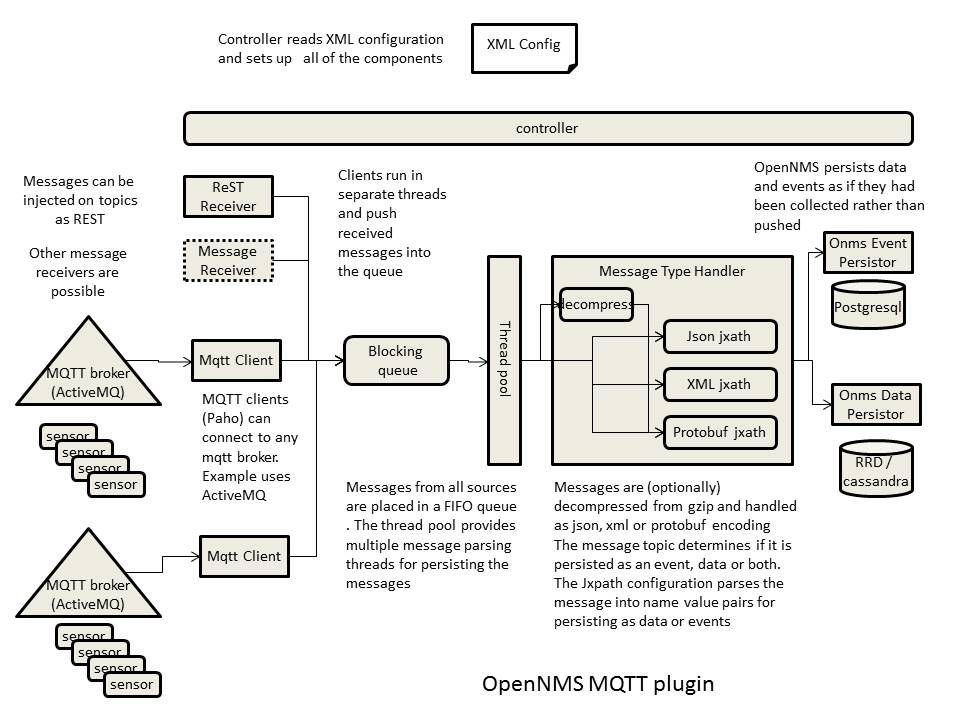 Controller reads XML configuration
and sets up   all of the components
XML Config
controller
Messages can be
injected on topics
as REST
Other message
receivers are
possible
ReST
Receiver
Message
Receiver
Clients run in
separate threads
and push
received
messages into
the queue
OpenNMS persists data
and events as if they had
been collected rather than
pushed
Onms Event
Persistor
Postgresql
Message Type Handler
decompress
Json jxath
XML jxath
Protobuf jxath
Thread pool
Blocking
queue
Mqtt Client
MQTT broker
(ActiveMQ)
sensor
sensor
sensor
sensor
MQTT clients
(Paho) can
connect to any
mqtt broker.
Example uses
ActiveMQ
Onms Data
Persistor
RRD /
cassandra
Messages from all sources
are placed in a FIFO queue
. The thread pool provides
multiple message parsing
threads for persisting the
messages
Messages are (optionally)
decompressed from gzip and handled
as json, xml or protobuf encoding
The message topic determines if it is
persisted as an event, data or both.
The Jxpath configuration parses the
message into name value pairs for
persisting as data or events
Mqtt Client
MQTT broker
(ActiveMQ)
sensor
sensor
sensor
sensor
OpenNMS MQTT plugin